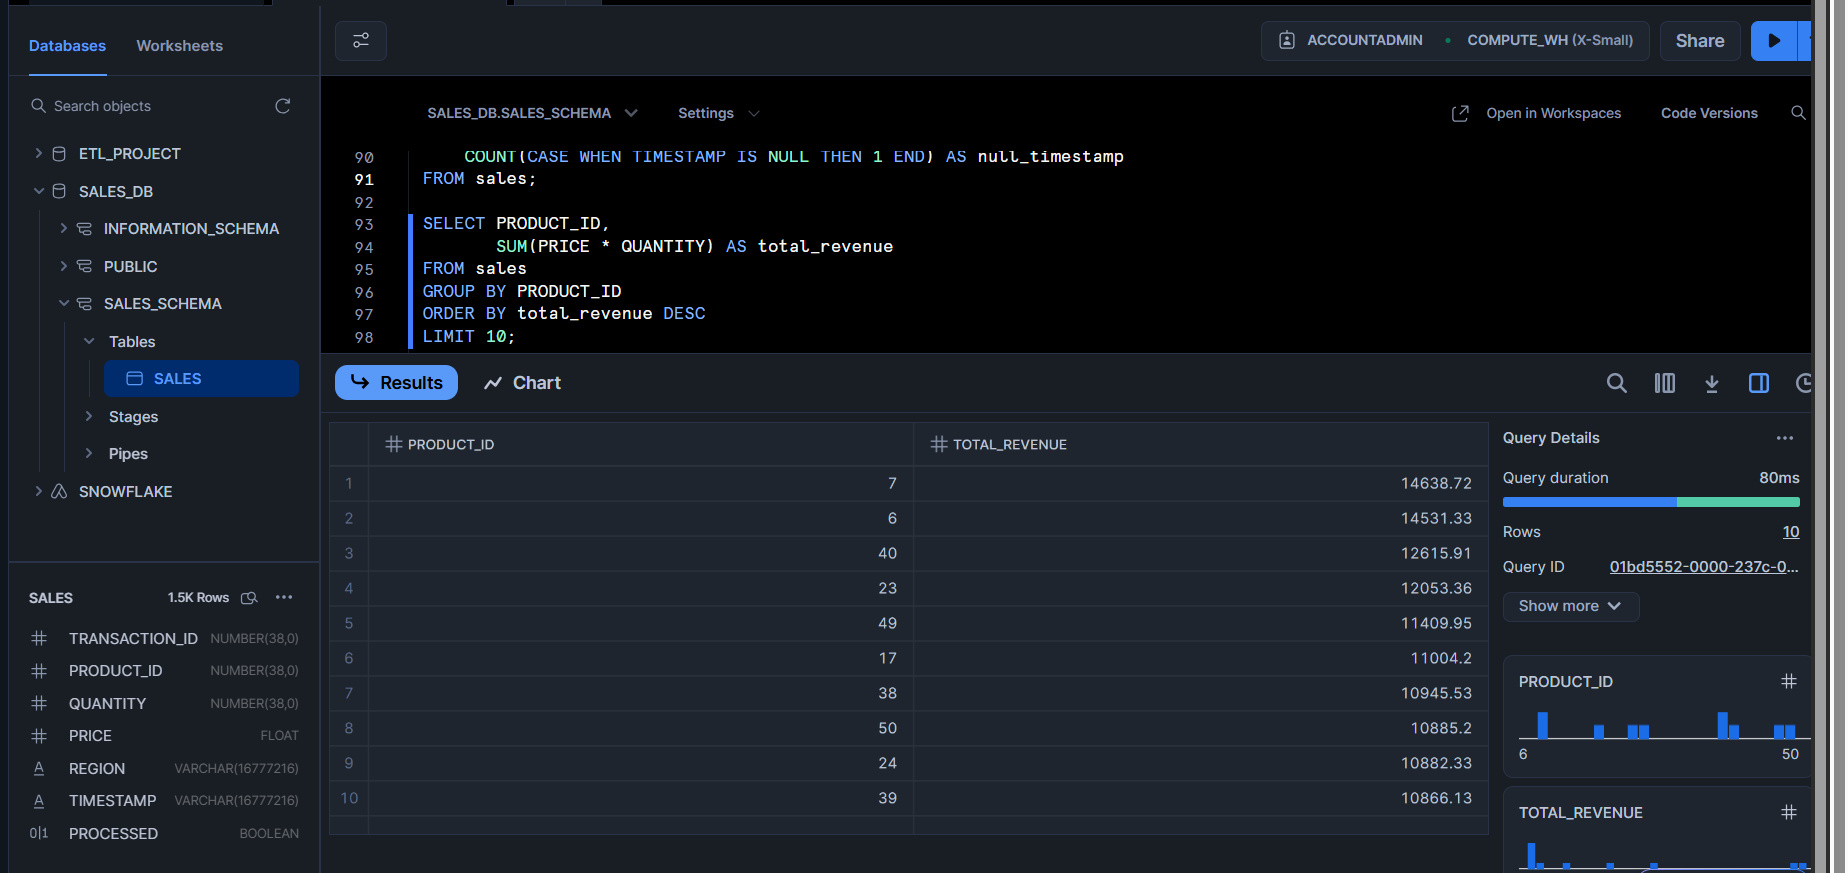 Databases
Worksheets
ACCOUNTADMIN
COMPUTE_WH (X-Small)
Share
Search objects
ETL_PROJECT
SALES_DB
INFORMATION_SCHEMA
PUBLIC
SALES_SCHEMA
Tables
SALES
Stages
Pipes
SNOWFLAKE
SALES
1.5K Rows
TRANSACTION_ID NUMBER(38,0)
PRODUCT_ID NUMBER(38,0)
QUANTITY NUMBER(38,0)
PRICE FLOAT
A REGION VARCHAR(16777216)
A TIMESTAMP VARCHAR(16777216)
0|1 PROCESSED BOOLEAN
SALES_DB.SALES_SCHEMA
Settings
Open in Workspaces
Code Versions
90 COUNT(CASE WHEN TIMESTAMP IS NULL THEN 1 END) AS null_timestamp
91 FROM sales;
92
93 SELECT PRODUCT_ID,
94 SUM(PRICE * QUANTITY) AS total_revenue
95 FROM sales
96 GROUP BY PRODUCT_ID
97 ORDER BY total_revenue DESC
98 LIMIT 10;
Results
Chart
PRODUCT_ID TOTAL_REVENUE
1 7 14638.72
2 6 14531.33
3 40 12615.91
4 23 12053.36
5 49 11409.95
6 17 11004.2
7 38 10945.53
8 50 10885.2
9 24 10882.33
10 39 10866.13
Query Details
Query duration 80ms
Rows 10
Query ID 01bd5552-0000-237c-0...
Show more
PRODUCT_ID
6 50
TOTAL_REVENUE